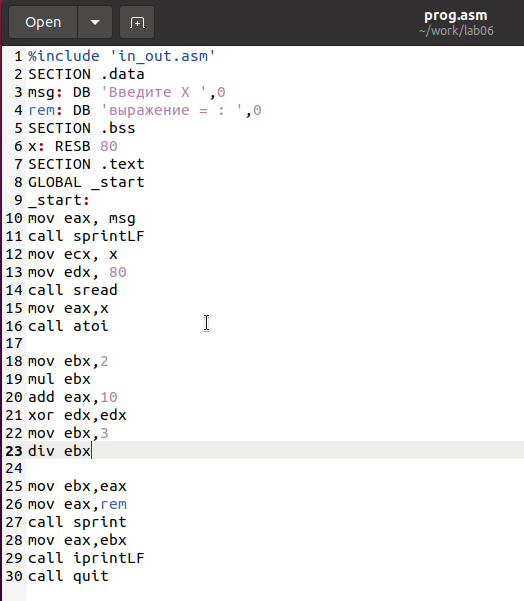 Open
prog.asm
~/work/lab06
1 %include 'in_out.asm'
2 SECTION .data
3 msg: DB 'Введите X ',0
4 rem: DB 'выражение = : ',0
5 SECTION .bss
6 x: RESB 80
7 SECTION .text
8 GLOBAL _start
9 _start:
10 mov eax, msg
11 call sprintLF
12 mov ecx, x
13 mov edx, 80
14 call sread
15 mov eax,x
16 call atoi
17
18 mov ebx,2
19 mul ebx
20 add eax,10
21 xor edx,edx
22 mov ebx,3
23 div ebx
24
25 mov ebx,eax
26 mov eax,rem
27 call sprint
28 mov eax,ebx
29 call iprintLF
30 call quit